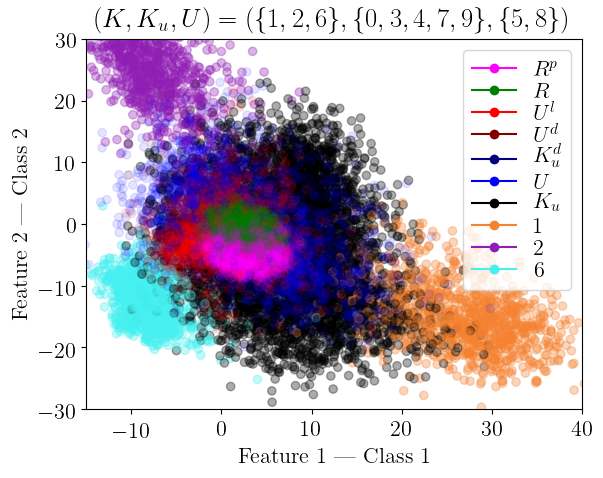 (K, K_u, U) = ({1, 2, 6}, {0, 3, 4, 7, 9}, {5, 8})
30
20
10
0
−10
−20
−30
Feature 2 — Class 2
R^p
R
U^l
U^d
K_u^d
U
K_u
1
2
6
−10
0
10
20
30
40
Feature 1 — Class 1